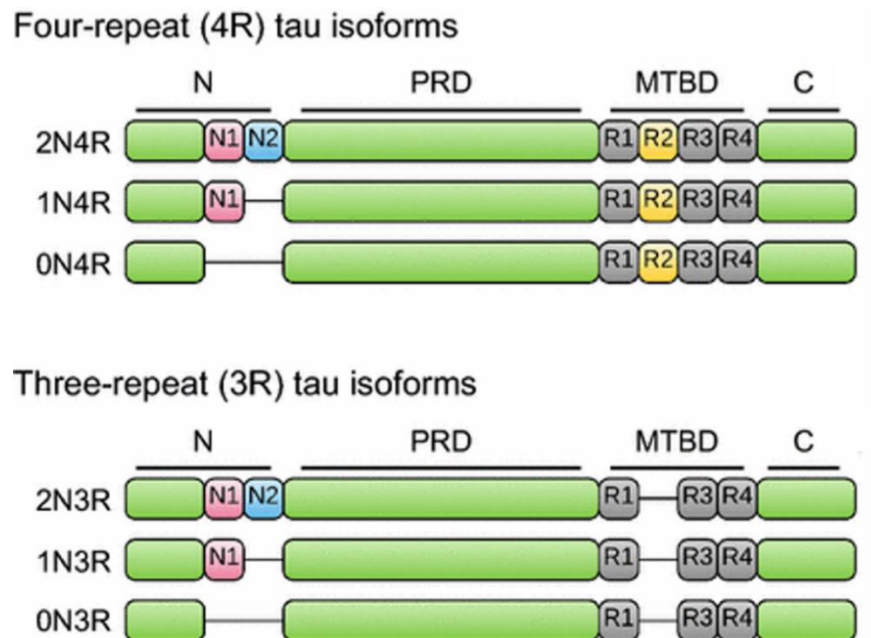 Four-repeat (4R) tau isoforms
N PRD MTBD C
2N4R N1 N2 R1 R2 R3 R4
1N4R N1 R1 R2 R3 R4
0N4R R1 R2 R3 R4
Three-repeat (3R) tau isoforms
N PRD MTBD C
2N3R N1 N2 R1 R3 R4
1N3R N1 R1 R3 R4
0N3R R1 R3 R4